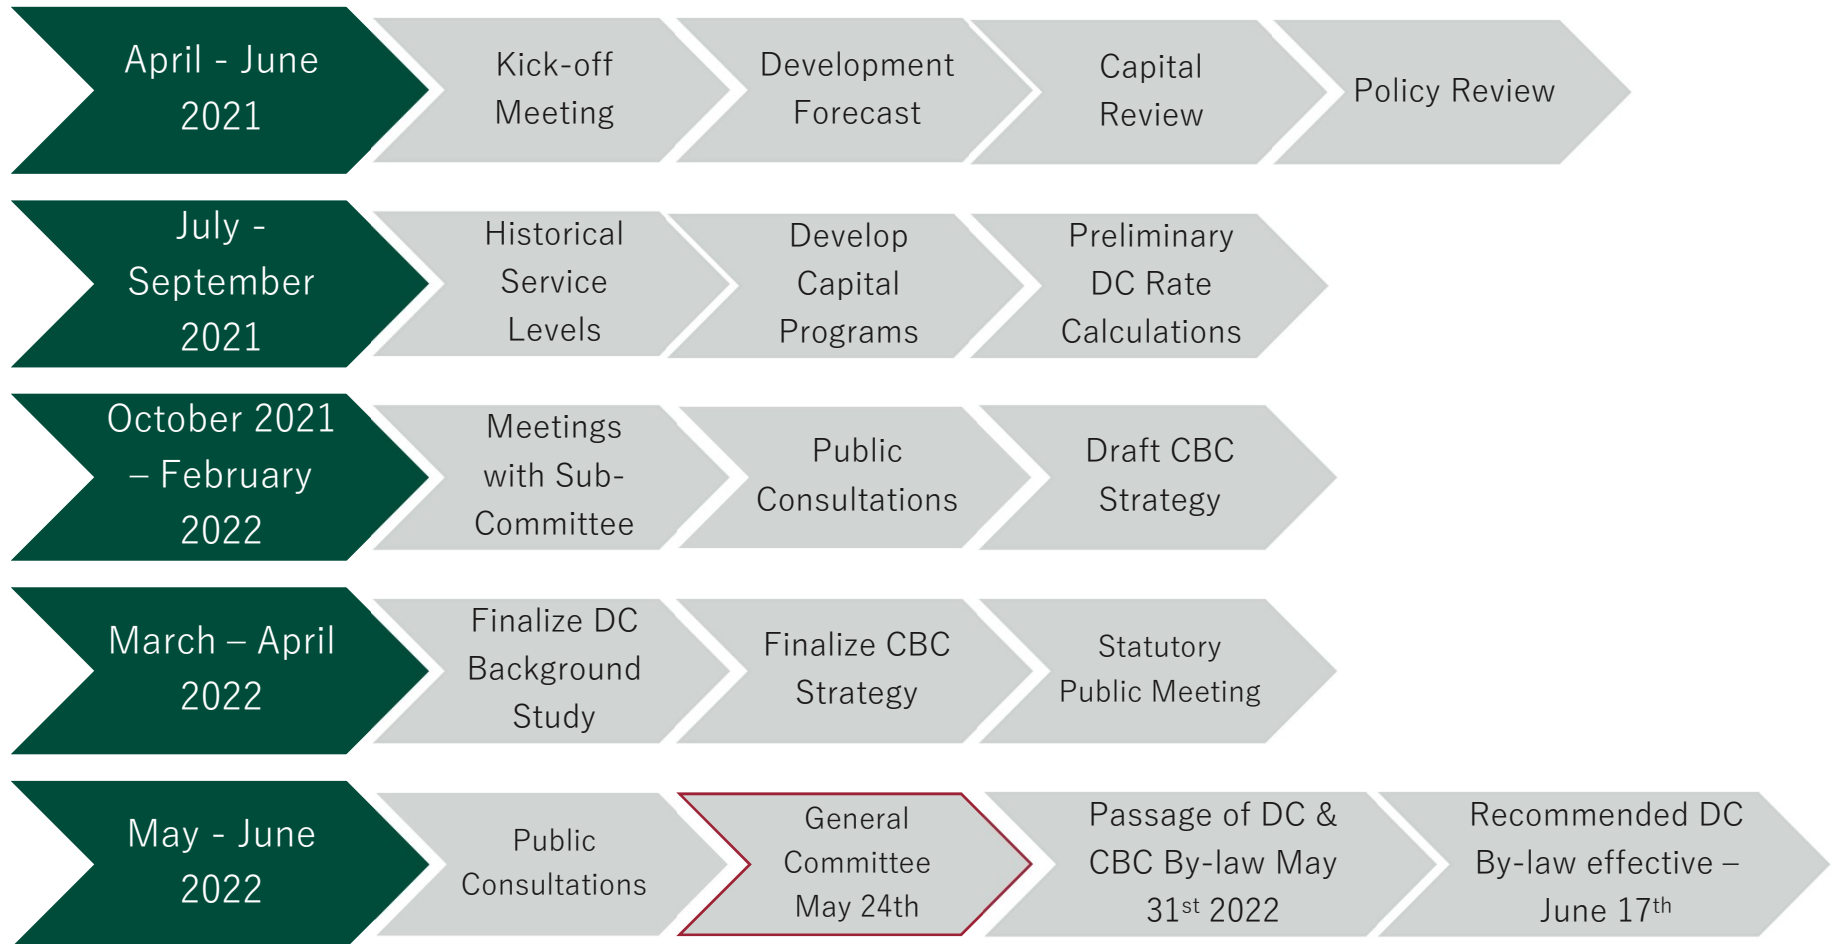 April - June
2021
Kick-off
Meeting
Development
Forecast
Capital
Review
Policy Review
July -
September
2021
Historical
Service
Levels
Develop
Capital
Programs
Preliminary
DC Rate
Calculations
October 2021
– February
2022
Meetings
with Sub-
Committee
Public
Consultations
Draft CBC
Strategy
March – April
2022
Finalize DC
Background
Study
Finalize CBC
Strategy
Statutory
Public Meeting
May - June
2022
Public
Consultations
General
Committee
May 24th
Passage of DC &
CBC By-law May
31st 2022
Recommended DC
By-law effective –
June 17th